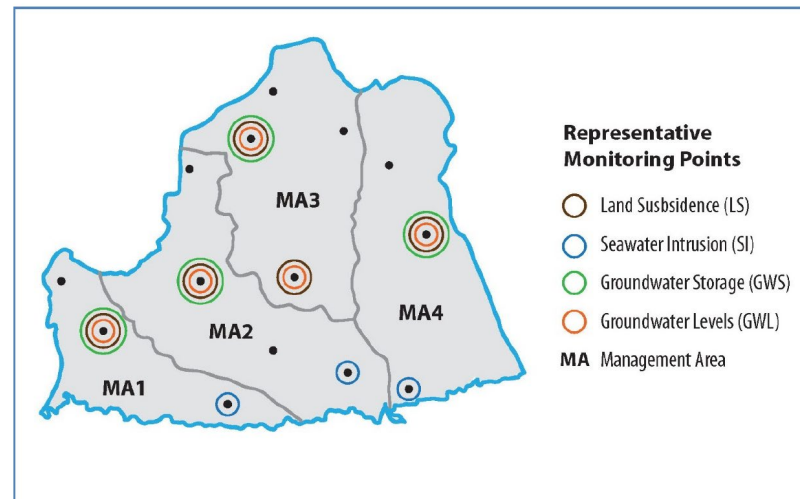 MA3
MA2
MA4
MA1
Representative
Monitoring Points
Land Susbsidence (LS)
Seawater Intrusion (SI)
Groundwater Storage (GWS)
Groundwater Levels (GWL)
MA Management Area